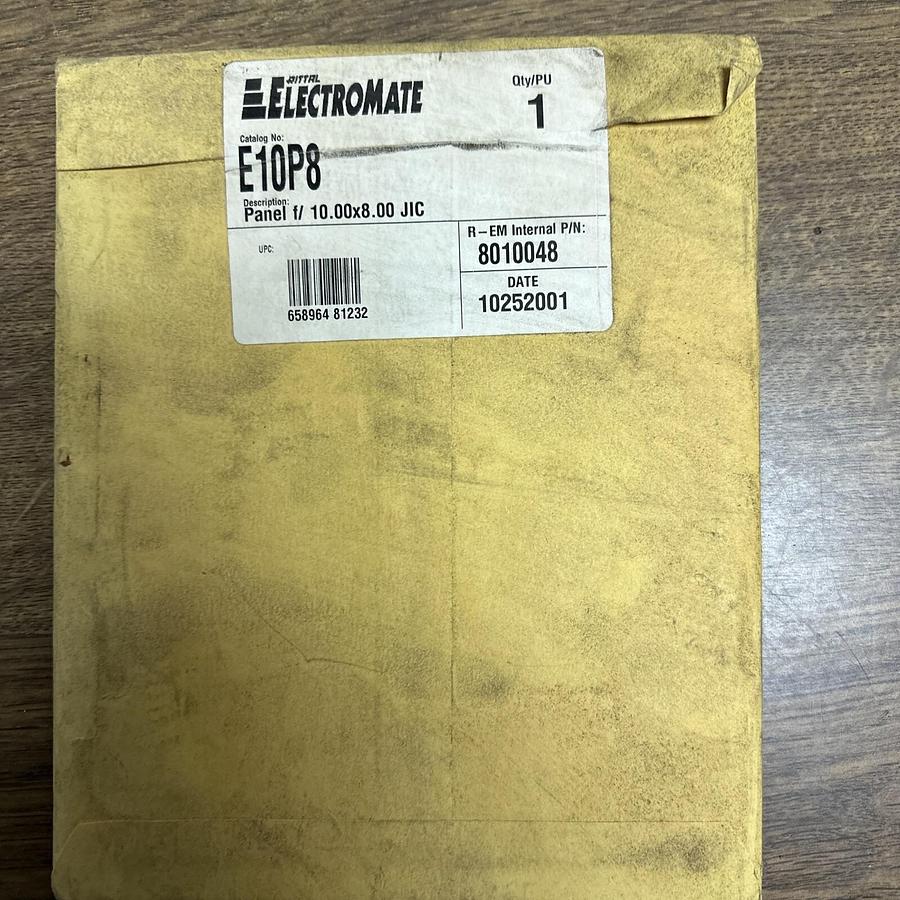 RITTAL
ELECTROMATE
Qty/PU
1
Catalog No:
E10P8
Description:
Panel f/ 10.00x8.00 JIC
UPC:
658964 81232
R-EM Internal P/N:
8010048
DATE
10252001